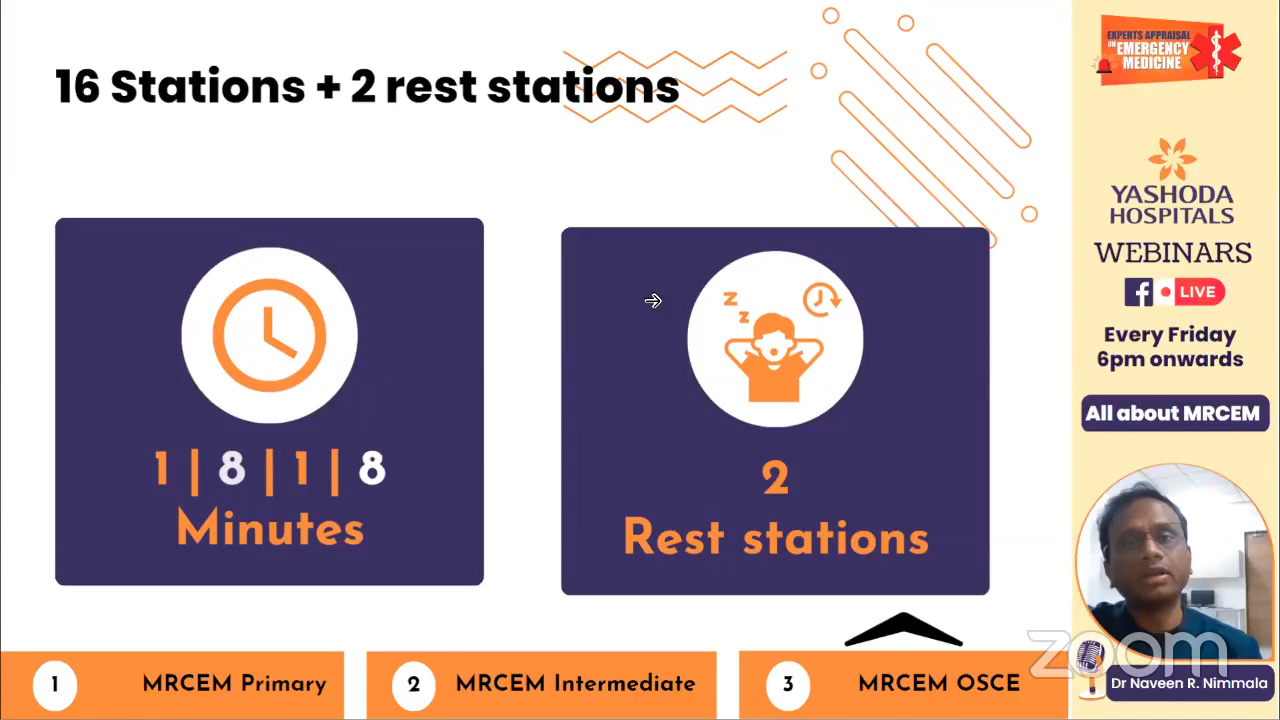 16 Stations + 2 rest stations
1 | 8 | 1 | 8
Minutes
z
z
2
Rest stations
1 MRCEM Primary
2 MRCEM Intermediate
3 MRCEM OSCE
EXPERTS APPRAISAL
ON EMERGENCY
MEDICINE
YASHODA
HOSPITALS
WEBINARS
f LIVE
Every Friday
6pm onwards
All about MRCEM
zoom
Dr Naveen R. Nimmala